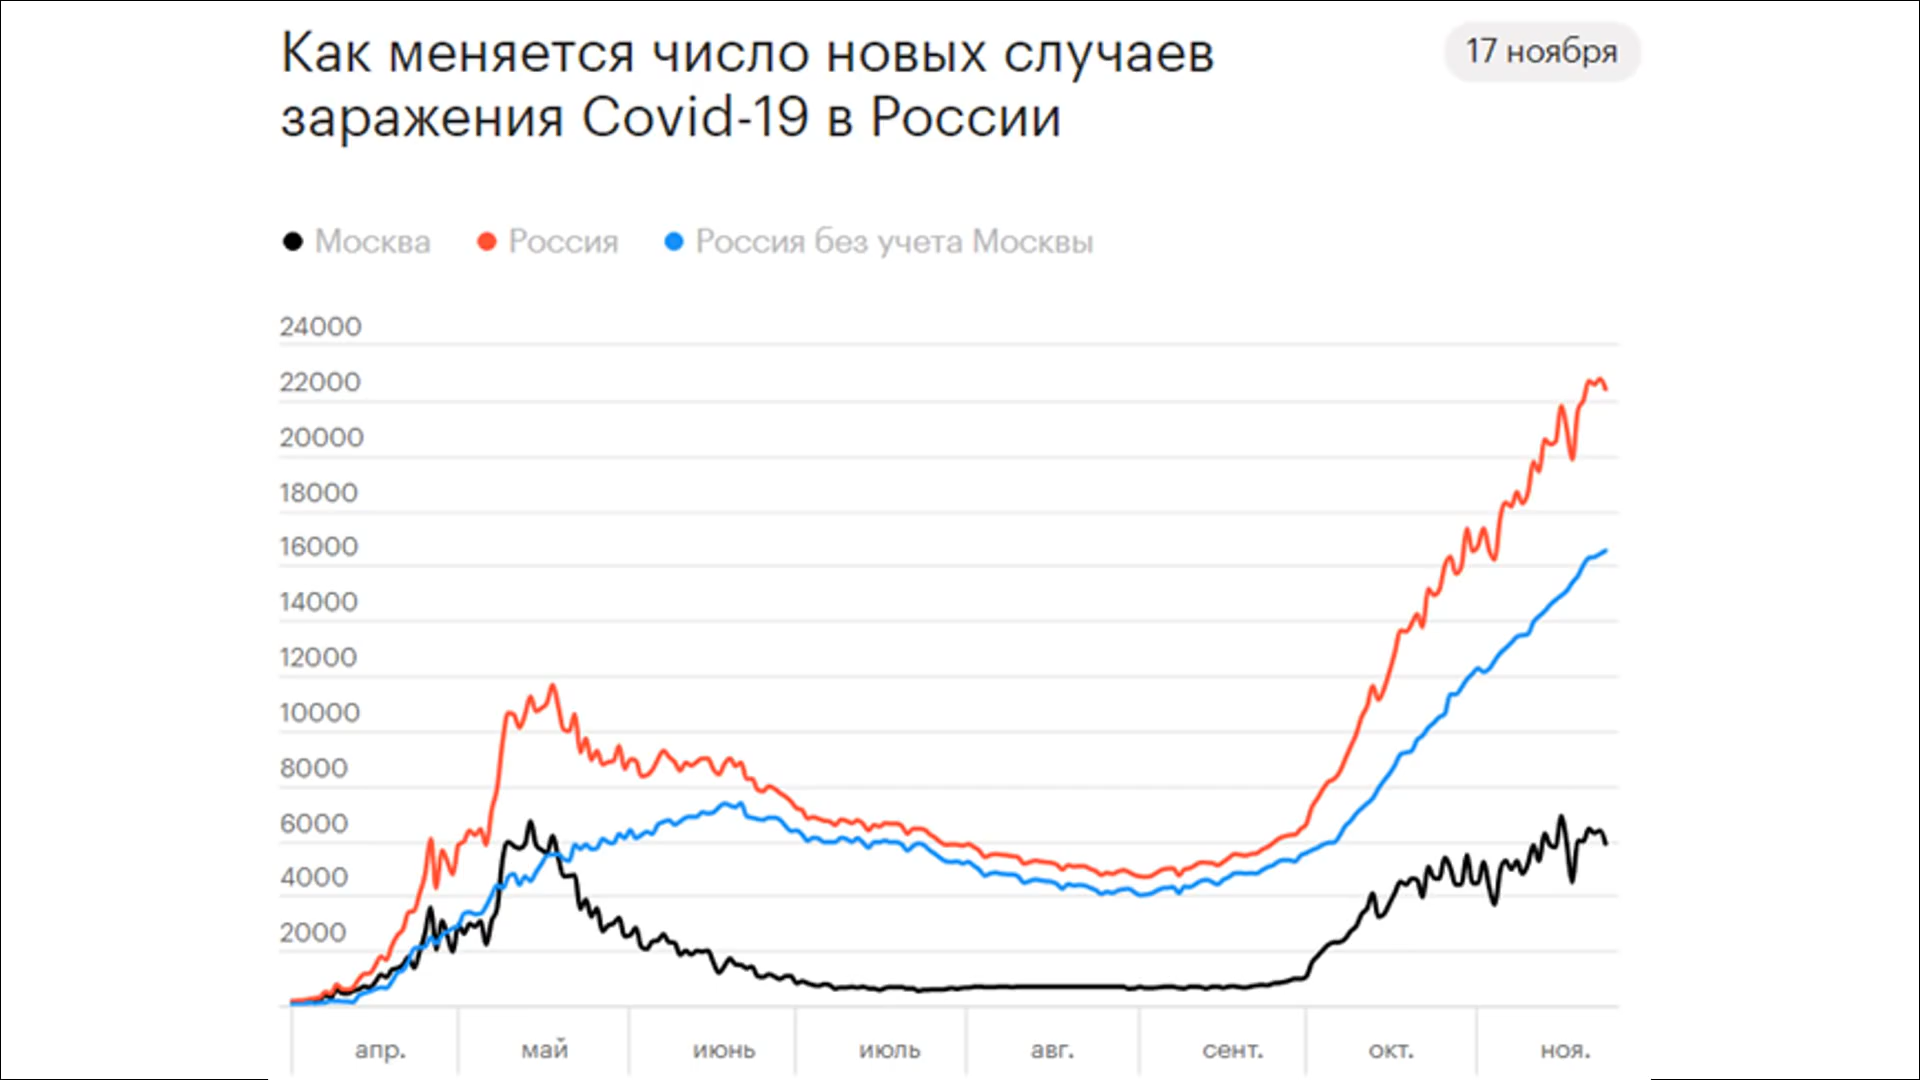 Как меняется число новых случаев
заражения Covid-19 в России
17 ноября
Москва
Россия
Россия без учета Москвы
24000
22000
20000
18000
16000
14000
12000
10000
8000
6000
4000
2000
апр. май июнь июль авг. сент. окт. ноя.